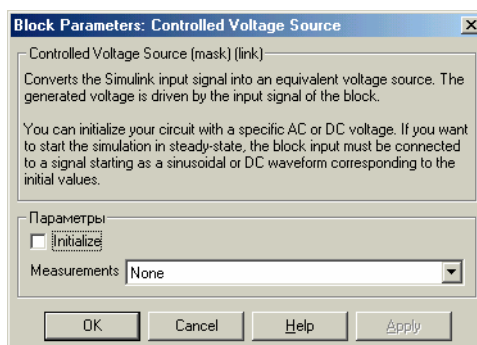 Block Parameters: Controlled Voltage Source
Controlled Voltage Source (mask) (link)
Converts the Simulink input signal into an equivalent voltage source. The
generated voltage is driven by the input signal of the block.
You can initialize your circuit with a specific AC or DC voltage. If you want
to start the simulation in steady-state, the block input must be connected
to a signal starting as a sinusoidal or DC waveform corresponding to the
initial values.
Параметры
Initialize
Measurements None
OK Cancel Help Apply